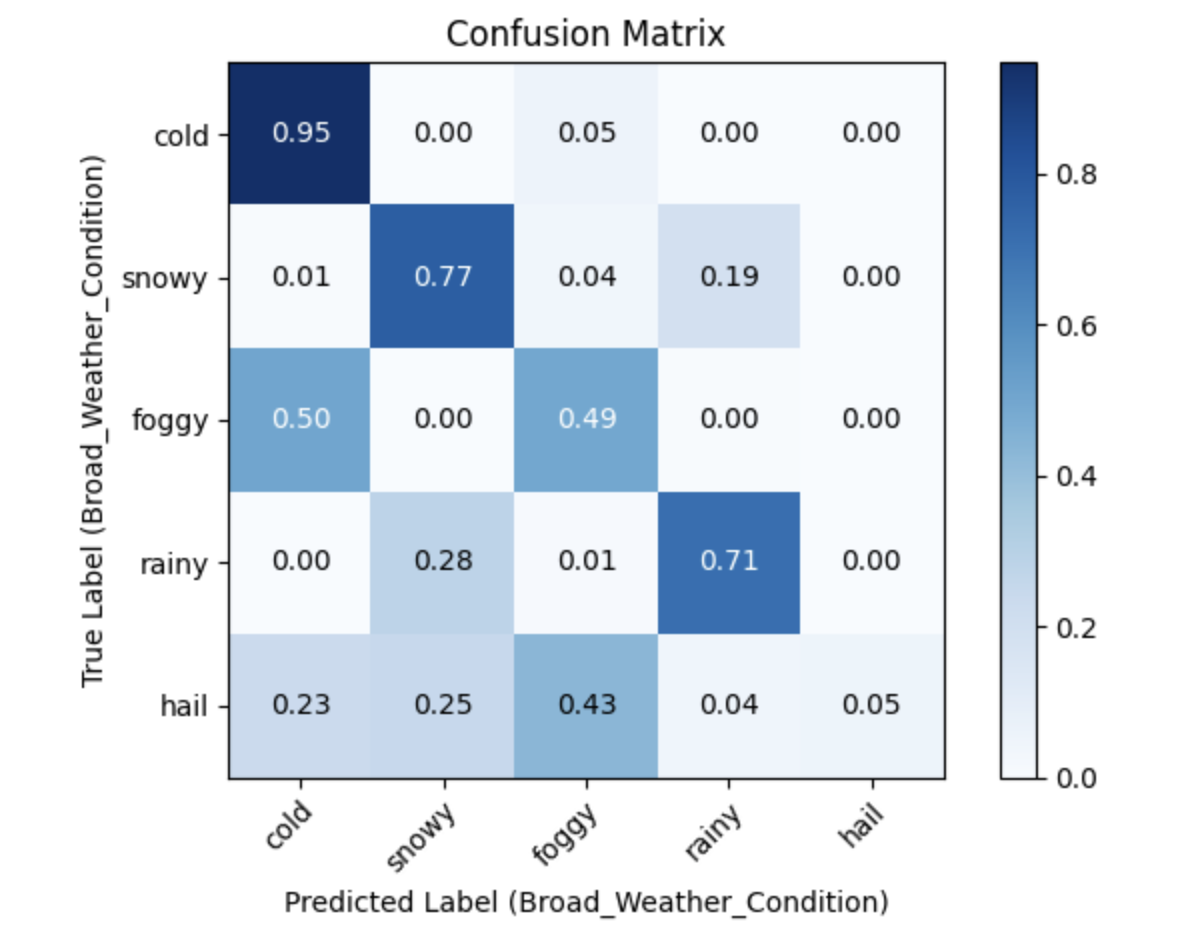 Confusion Matrix
True Label (Broad_Weather_Condition)
cold 0.95 0.00 0.05 0.00 0.00
snowy 0.01 0.77 0.04 0.19 0.00
foggy 0.50 0.00 0.49 0.00 0.00
rainy 0.00 0.28 0.01 0.71 0.00
hail 0.23 0.25 0.43 0.04 0.05
cold snowy foggy rainy hail
Predicted Label (Broad_Weather_Condition)
0.8
0.6
0.4
0.2
0.0